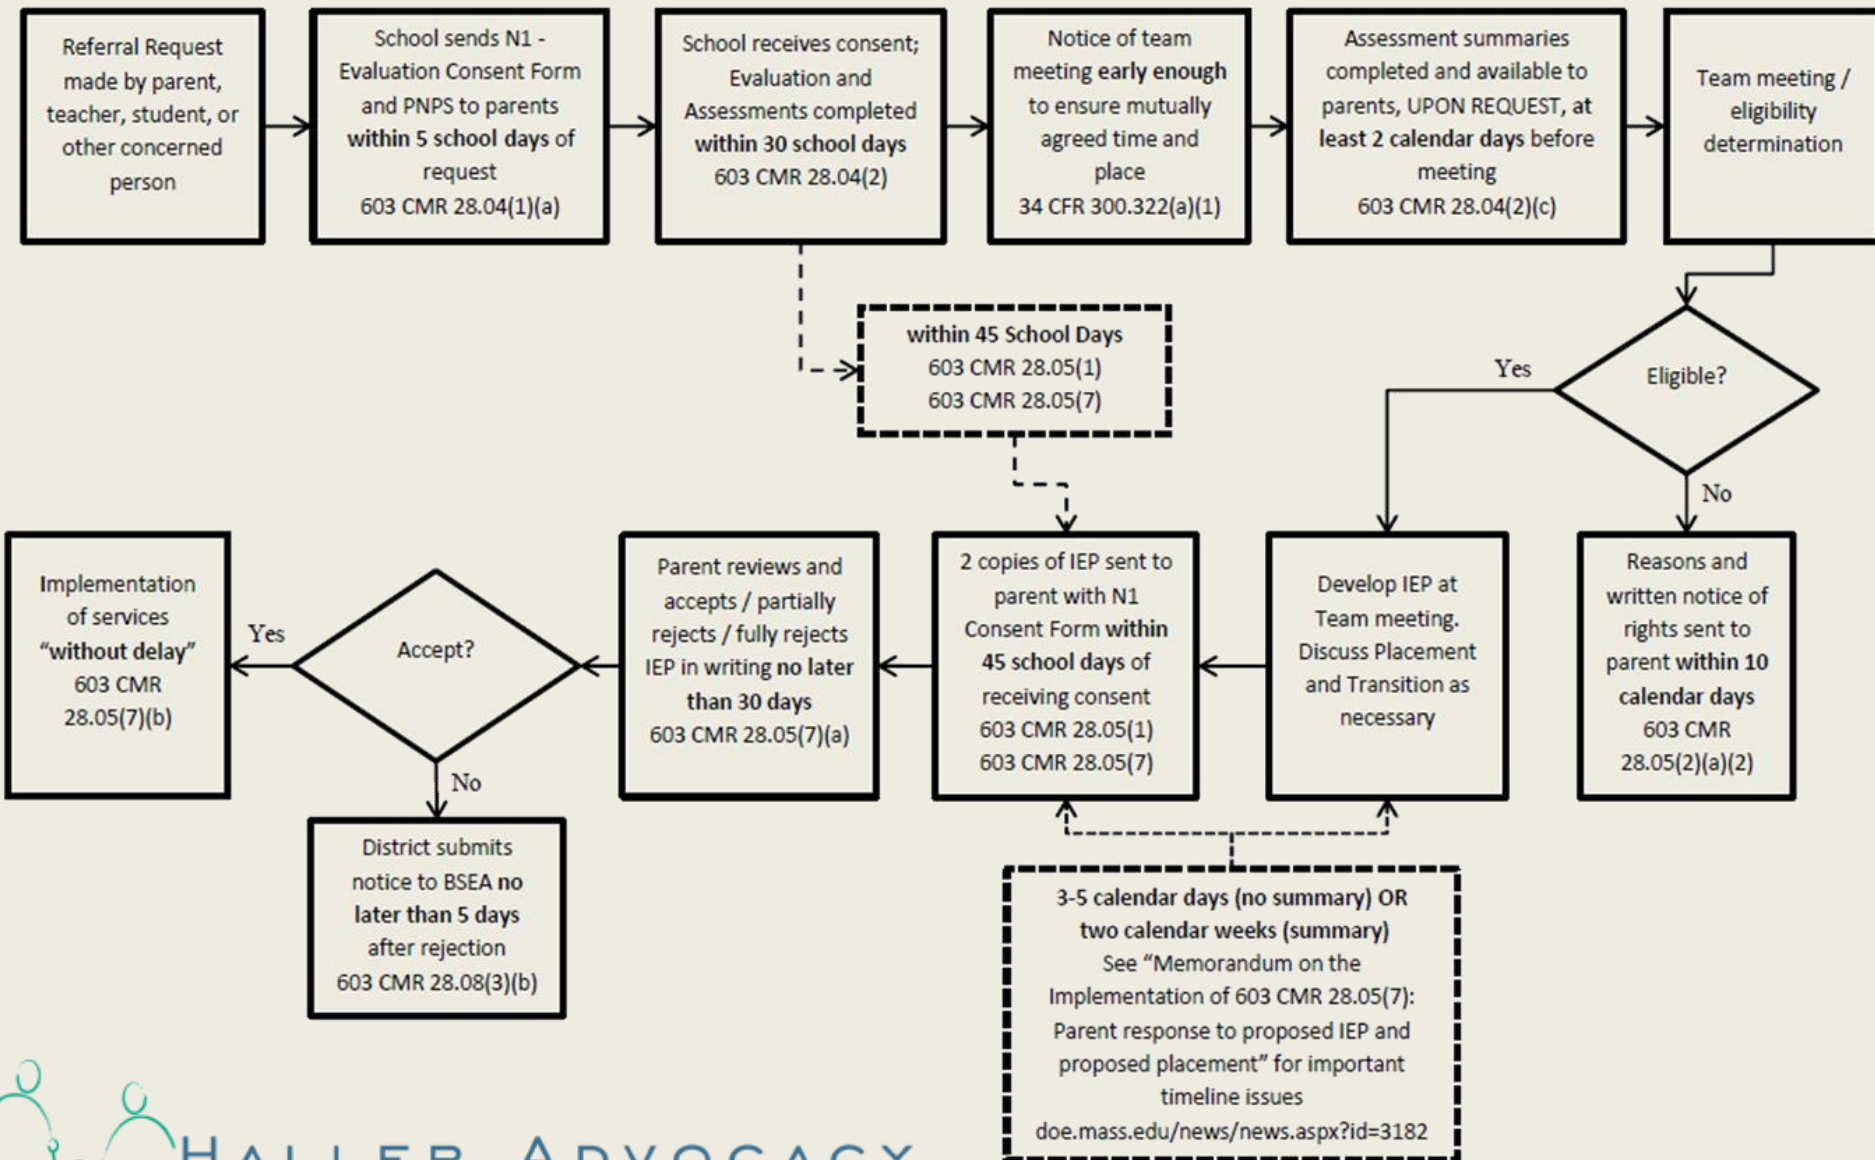 Referral Request
made by parent,
teacher, student, or
other concerned
person
School sends N1 -
Evaluation Consent Form
and PNPS to parents
within 5 school days of
request
603 CMR 28.04(1)(a)
School receives consent;
Evaluation and
Assessments completed
within 30 school days
603 CMR 28.04(2)
Notice of team
meeting early enough
to ensure mutually
agreed time and
place
34 CFR 300.322(a)(1)
Assessment summaries
completed and available to
parents, UPON REQUEST, at
least 2 calendar days before
meeting
603 CMR 28.04(2)(c)
Team meeting /
eligibility
determination
within 45 School Days
603 CMR 28.05(1)
603 CMR 28.05(7)
Eligible?
Yes
No
Reasons and
written notice of
rights sent to
parent within 10
calendar days
603 CMR
28.05(2)(a)(2)
Develop IEP at
Team meeting.
Discuss Placement
and Transition as
necessary
2 copies of IEP sent to
parent with N1
Consent Form within
45 school days of
receiving consent
603 CMR 28.05(1)
603 CMR 28.05(7)
Parent reviews and
accepts / partially
rejects / fully rejects
IEP in writing no later
than 30 days
603 CMR 28.05(7)(a)
Accept?
Yes
No
Implementation
of services
“without delay”
603 CMR
28.05(7)(b)
District submits
notice to BSEA no
later than 5 days
after rejection
603 CMR 28.08(3)(b)
3-5 calendar days (no summary) OR
two calendar weeks (summary)
See “Memorandum on the
Implementation of 603 CMR 28.05(7):
Parent response to proposed IEP and
proposed placement” for important
timeline issues
doe.mass.edu/news/news.aspx?id=3182
HALLER ADVOCACY